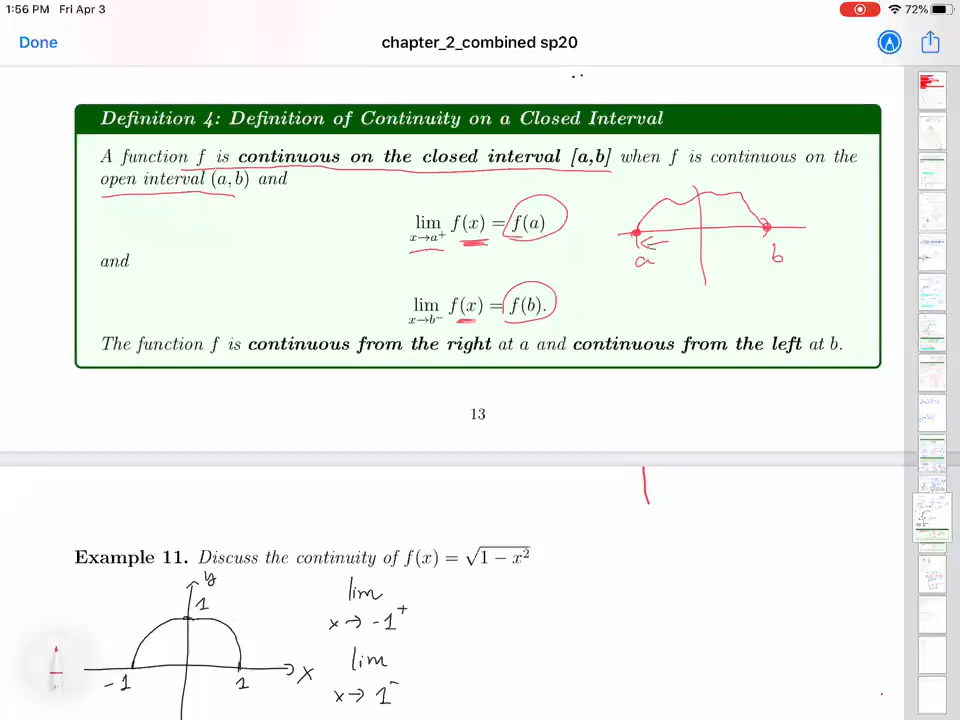 1:56 PM Fri Apr 3 72%
Done chapter_2_combined sp20
Definition 4: Definition of Continuity on a Closed Interval
A function f is continuous on the closed interval [a,b] when f is continuous on the
open interval (a, b) and
lim x→a⁺ f(x) = f(a)
a b
and
lim x→b⁻ f(x) = f(b).
The function f is continuous from the right at a and continuous from the left at b.
13
Example 11. Discuss the continuity of f(x) = √(1 − x²)
y
1
lim
x → -1⁺
lim
-1 1 x
x → 1⁻